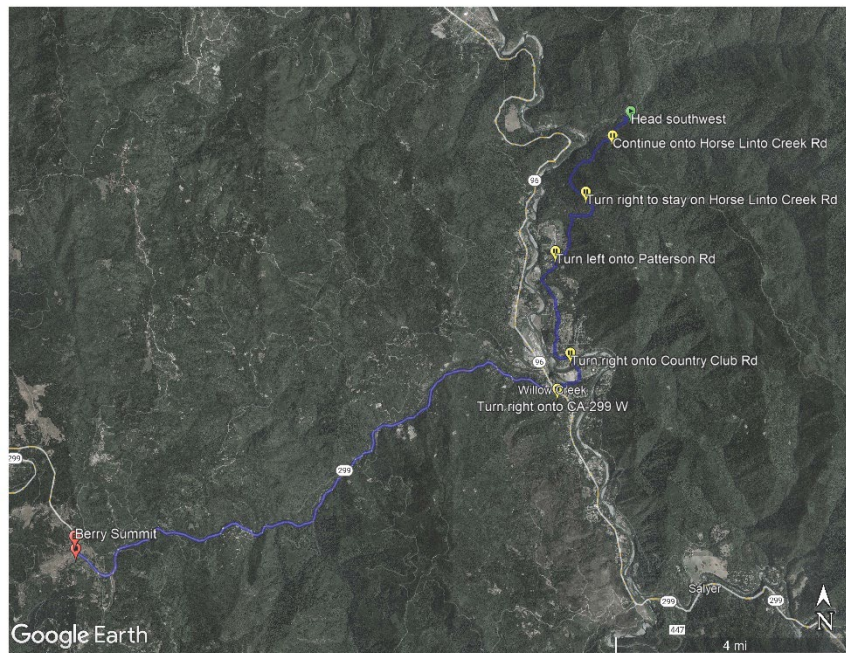 Head southwest
Continue onto Horse Linto Creek Rd
96
Turn right to stay on Horse Linto Creek Rd
Turn left onto Patterson Rd
Turn right onto Country Club Rd
96
Willow Creek
Turn right onto CA-299 W
299
299
Berry Summit
Salyer
299
299
447
N
Google Earth
4 mi